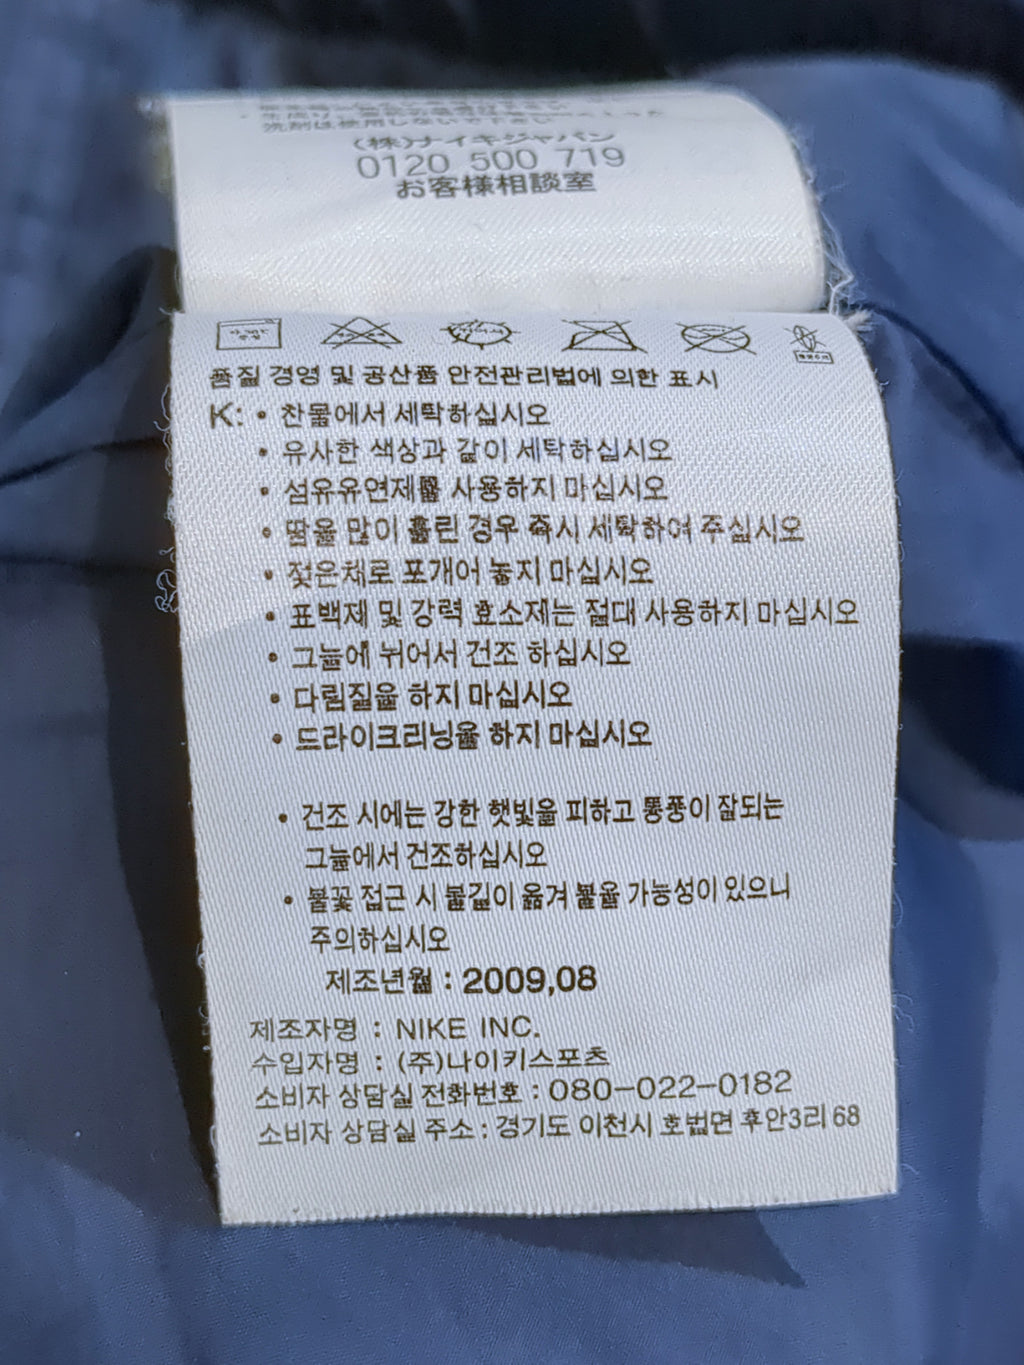 洗剤は使用しないで下さい
(株)ナイキジャパン
0120 500 719
お客様相談室
품질 경영 및 공산품 안전관리법에 의한 표시
K: • 찬물에서 세탁하십시오
• 유사한 색상과 같이 세탁하십시오
• 섬유유연제를 사용하지 마십시오
• 땀을 많이 흘린 경우 즉시 세탁하여 주십시오
• 젖은채로 포개어 놓지 마십시오
• 표백제 및 강력 효소제는 절대 사용하지 마십시오
• 그늘에 뉘어서 건조 하십시오
• 다림질을 하지 마십시오
• 드라이크리닝을 하지 마십시오
• 건조 시에는 강한 햇빛을 피하고 통풍이 잘되는
그늘에서 건조하십시오
• 불꽃 접근 시 불길이 옮겨 붙을 가능성이 있으니
주의하십시오
제조년월 : 2009,08
제조자명 : NIKE INC.
수입자명 : (주)나이키스포츠
소비자 상담실 전화번호 : 080-022-0182
소비자 상담실 주소 : 경기도 이천시 호법면 후안3리 68